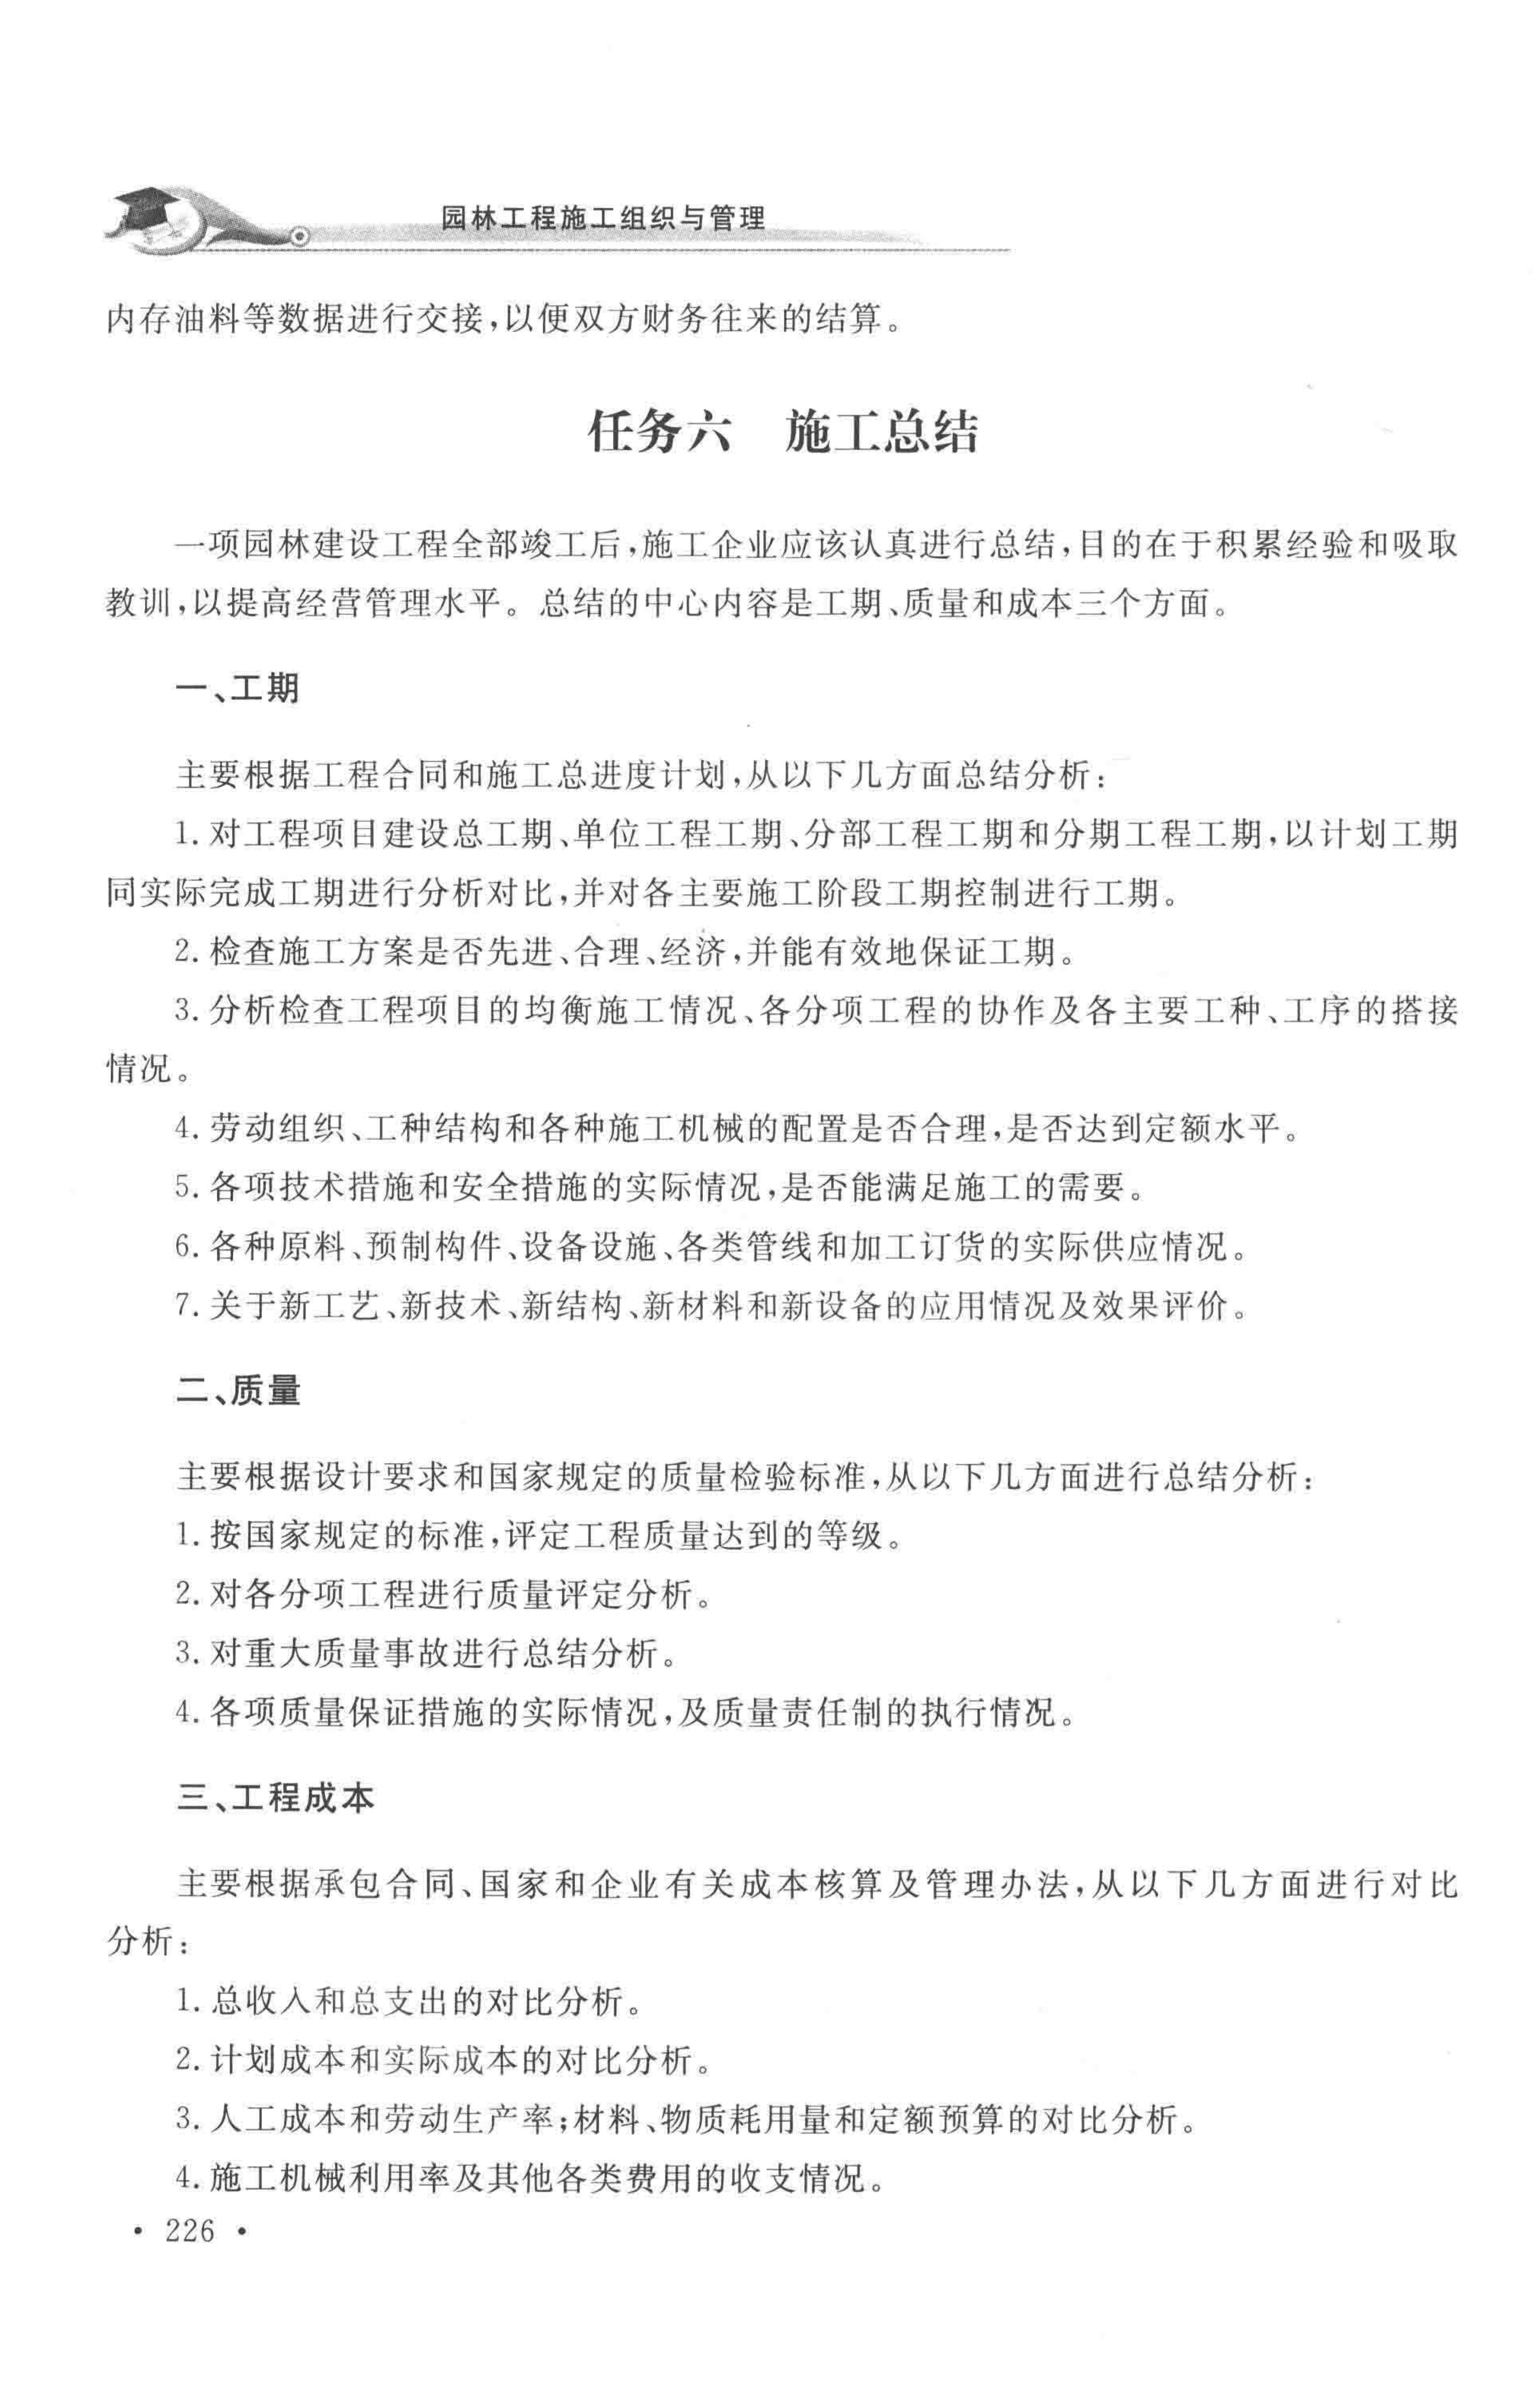 园林工程施工组织与管理
内存油料等数据进行交接,以便双方财务往来的结算。
任务六 施工总结
一项园林建设工程全部竣工后,施工企业应该认真进行总结,目的在于积累经验和吸取
教训,以提高经营管理水平。总结的中心内容是工期、质量和成本三个方面。
一、工期
主要根据工程合同和施工总进度计划,从以下几方面总结分析:
1. 对工程项目建设总工期、单位工程工期、分部工程工期和分期工程工期,以计划工期
同实际完成工期进行分析对比,并对各主要施工阶段工期控制进行工期。
2. 检查施工方案是否先进、合理、经济,并能有效地保证工期。
3. 分析检查工程项目的均衡施工情况、各分项工程的协作及各主要工种、工序的搭接
情况。
4. 劳动组织、工种结构和各种施工机械的配置是否合理,是否达到定额水平。
5. 各项技术措施和安全措施的实际情况,是否能满足施工的需要。
6. 各种原料、预制构件、设备设施、各类管线和加工订货的实际供应情况。
7. 关于新工艺、新技术、新结构、新材料和新设备的应用情况及效果评价。
二、质量
主要根据设计要求和国家规定的质量检验标准,从以下几方面进行总结分析:
1. 按国家规定的标准,评定工程质量达到的等级。
2. 对各分项工程进行质量评定分析。
3. 对重大质量事故进行总结分析。
4. 各项质量保证措施的实际情况,及质量责任制的执行情况。
三、工程成本
主要根据承包合同、国家和企业有关成本核算及管理办法,从以下几方面进行对比
分析:
1. 总收入和总支出的对比分析。
2. 计划成本和实际成本的对比分析。
3. 人工成本和劳动生产率;材料、物质耗用量和定额预算的对比分析。
4. 施工机械利用率及其他各类费用的收支情况。
• 226 •